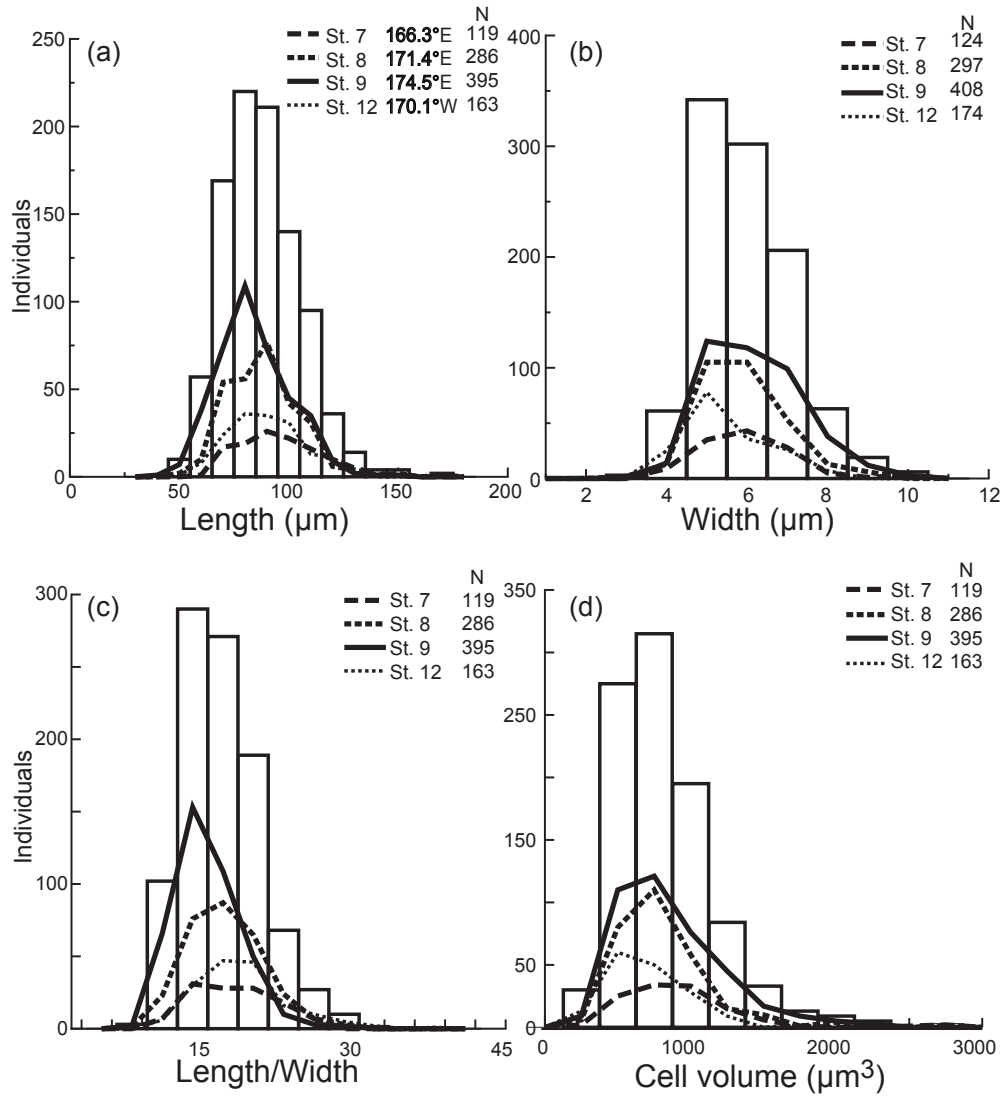 (a)
N
St. 7 166.3°E 119
St. 8 171.4°E 286
St. 9 174.5°E 395
St. 12 170.1°W 163
250
200
150
100
50
0
Individuals
0 50 100 150 200
Length (µm)
(b)
N
St. 7 124
St. 8 297
St. 9 408
St. 12 174
400
300
200
100
0
2 4 6 8 10 12
Width (µm)
(c)
N
St. 7 119
St. 8 286
St. 9 395
St. 12 163
300
200
100
0
Individuals
15 30 45
Length/Width
(d)
N
St. 7 119
St. 8 286
St. 9 395
St. 12 163
350
250
150
50
0
0 1000 2000 3000
Cell volume (µm³)